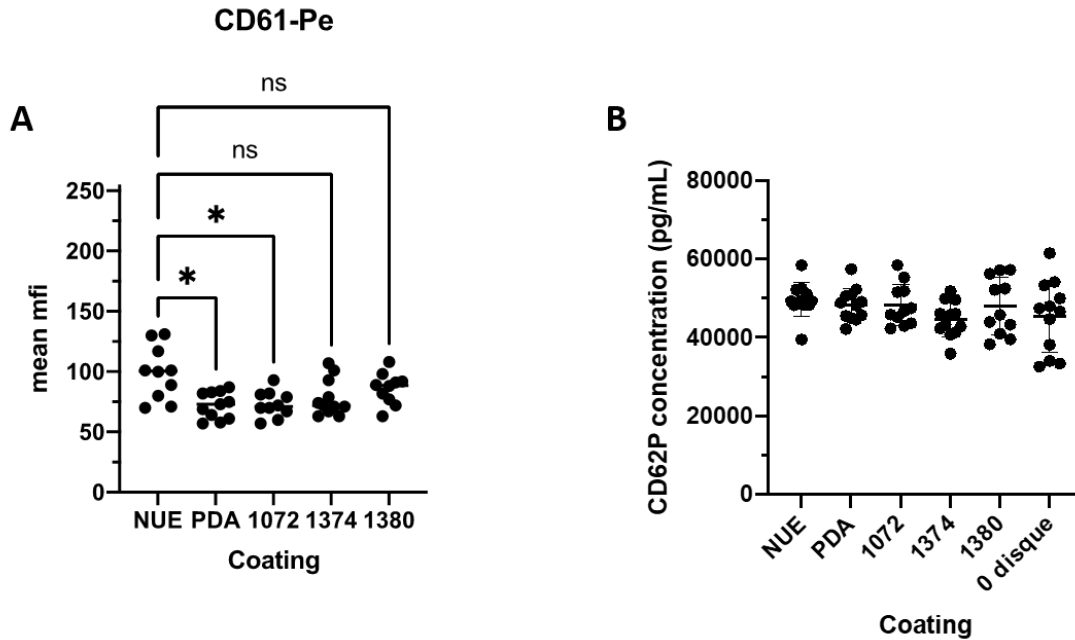 CD61-Pe
A
ns
ns
*
*
mean mfi
250
200
150
100
50
0
NUE PDA 1072 1374 1380
Coating
B
CD62P concentration (pg/mL)
80000
60000
40000
20000
0
NUE
PDA
1072
1374
1380
0 disque
Coating